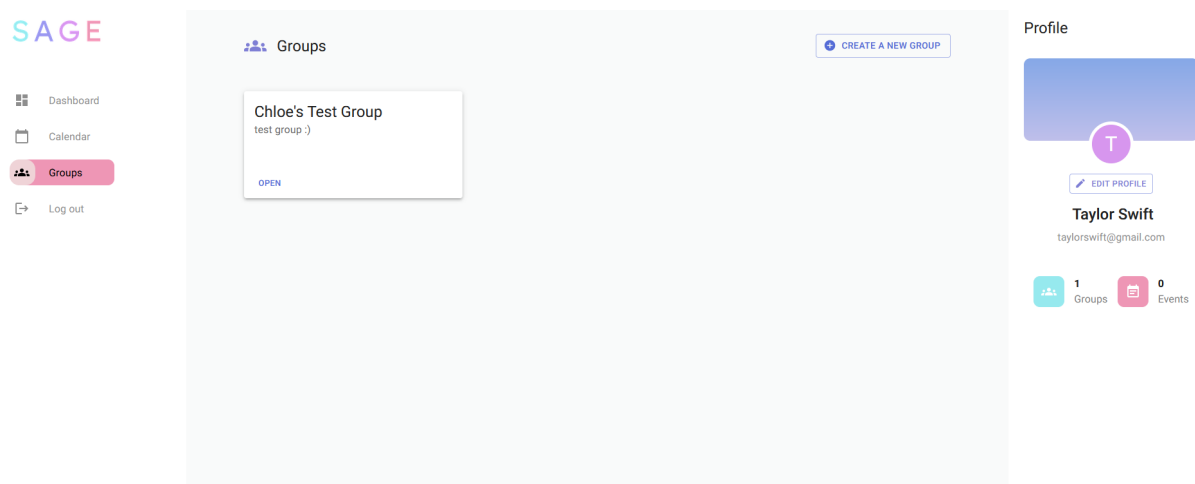 SAGE
Dashboard
Calendar
Groups
Log out
Groups
CREATE A NEW GROUP
Chloe's Test Group
test group :)
OPEN
Profile
T
EDIT PROFILE
Taylor Swift
taylorswift@gmail.com
1
Groups
0
Events